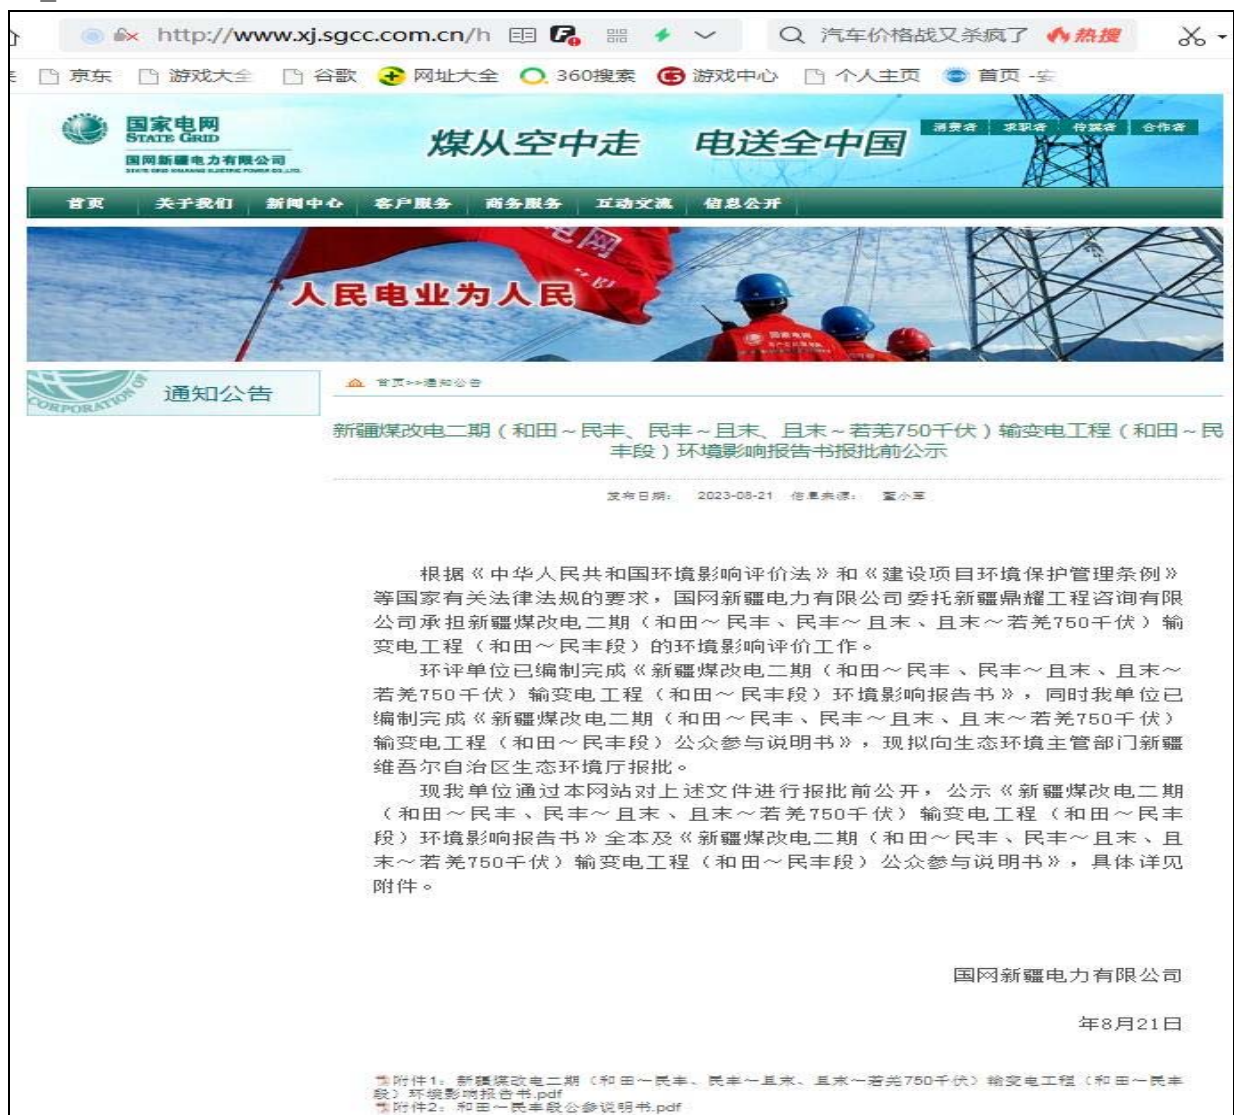 http://www.xj.sgcc.com.cn/h
汽车价格战又杀疯了 热搜
京东 游戏大全 谷歌 网址大全 360搜索 游戏中心 个人主页 首页 -安
国家电网
STATE GRID
国网新疆电力有限公司
STATE GRID XINJIANG ELECTRIC POWER CO.,LTD.
煤从空中走 电送全中国
消费者 求职者 传媒者 合作者
首页 关于我们 新闻中心 客户服务 商务服务 互动交流 信息公开
人民电业为人民
CORPORATION OF
通知公告
首页>>通知公告
新疆煤改电二期（和田～民丰、民丰～且末、且末～若羌750千伏）输变电工程（和田～民
丰段）环境影响报告书报批前公示
发布日期： 2023-08-21 信息来源： 董小军
根据《中华人民共和国环境影响评价法》和《建设项目环境保护管理条例》
等国家有关法律法规的要求，国网新疆电力有限公司委托新疆鼎耀工程咨询有限
公司承担新疆煤改电二期（和田～民丰、民丰～且末、且末～若羌750千伏）输
变电工程（和田～民丰段）的环境影响评价工作。
环评单位已编制完成《新疆煤改电二期（和田～民丰、民丰～且末、且末～
若羌750千伏）输变电工程（和田～民丰段）环境影响报告书》，同时我单位已
编制完成《新疆煤改电二期（和田～民丰、民丰～且末、且末～若羌750千伏）
输变电工程（和田～民丰段）公众参与说明书》，现拟向生态环境主管部门新疆
维吾尔自治区生态环境厅报批。
现我单位通过本网站对上述文件进行报批前公开，公示《新疆煤改电二期
（和田～民丰、民丰～且末、且末～若羌750千伏）输变电工程（和田～民丰
段）环境影响报告书》全本及《新疆煤改电二期（和田～民丰、民丰～且末、且
末～若羌750千伏）输变电工程（和田～民丰段）公众参与说明书》，具体详见
附件。
国网新疆电力有限公司
年8月21日
附件1：新疆煤改电二期（和田～民丰、民丰～且末、且末～若羌750千伏）输变电工程（和田～民丰
段）环境影响报告书.pdf
附件2：和田～民丰段公参说明书.pdf